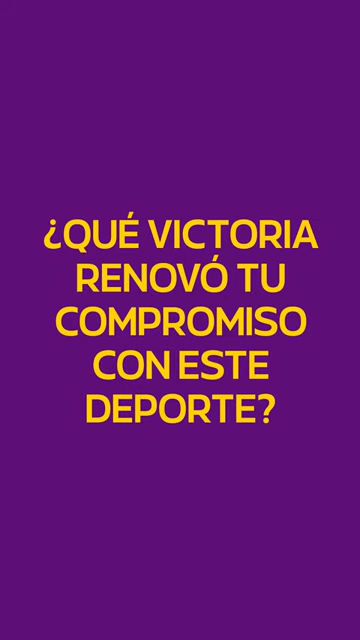 ¿QUÉ VICTORIA
RENOVÓ TU
COMPROMISO
CON ESTE
DEPORTE?